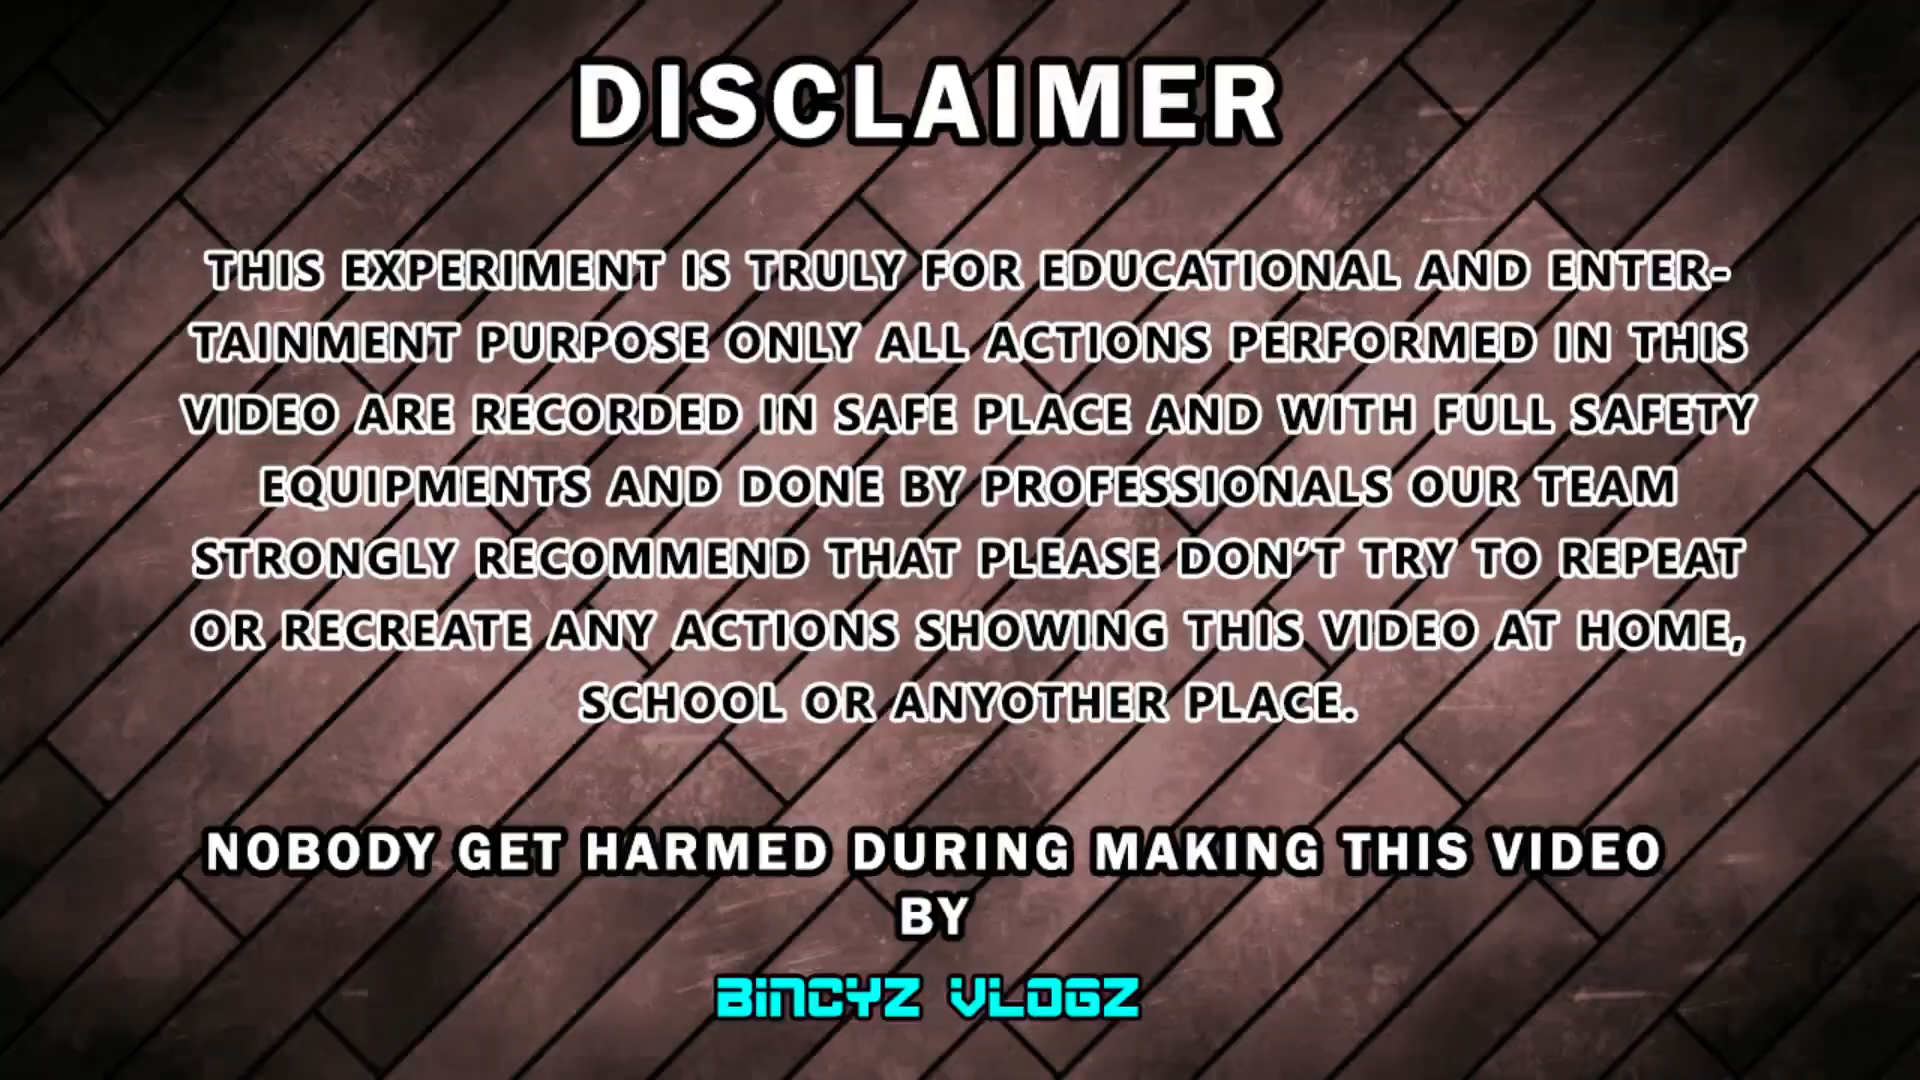 DISCLAIMER
THIS EXPERIMENT IS TRULY FOR EDUCATIONAL AND ENTER-
TAINMENT PURPOSE ONLY ALL ACTIONS PERFORMED IN THIS
VIDEO ARE RECORDED IN SAFE PLACE AND WITH FULL SAFETY
EQUIPMENTS AND DONE BY PROFESSIONALS OUR TEAM
STRONGLY RECOMMEND THAT PLEASE DON'T TRY TO REPEAT
OR RECREATE ANY ACTIONS SHOWING THIS VIDEO AT HOME,
SCHOOL OR ANYOTHER PLACE.
NOBODY GET HARMED DURING MAKING THIS VIDEO
BY
BINCYZ VLOGZ